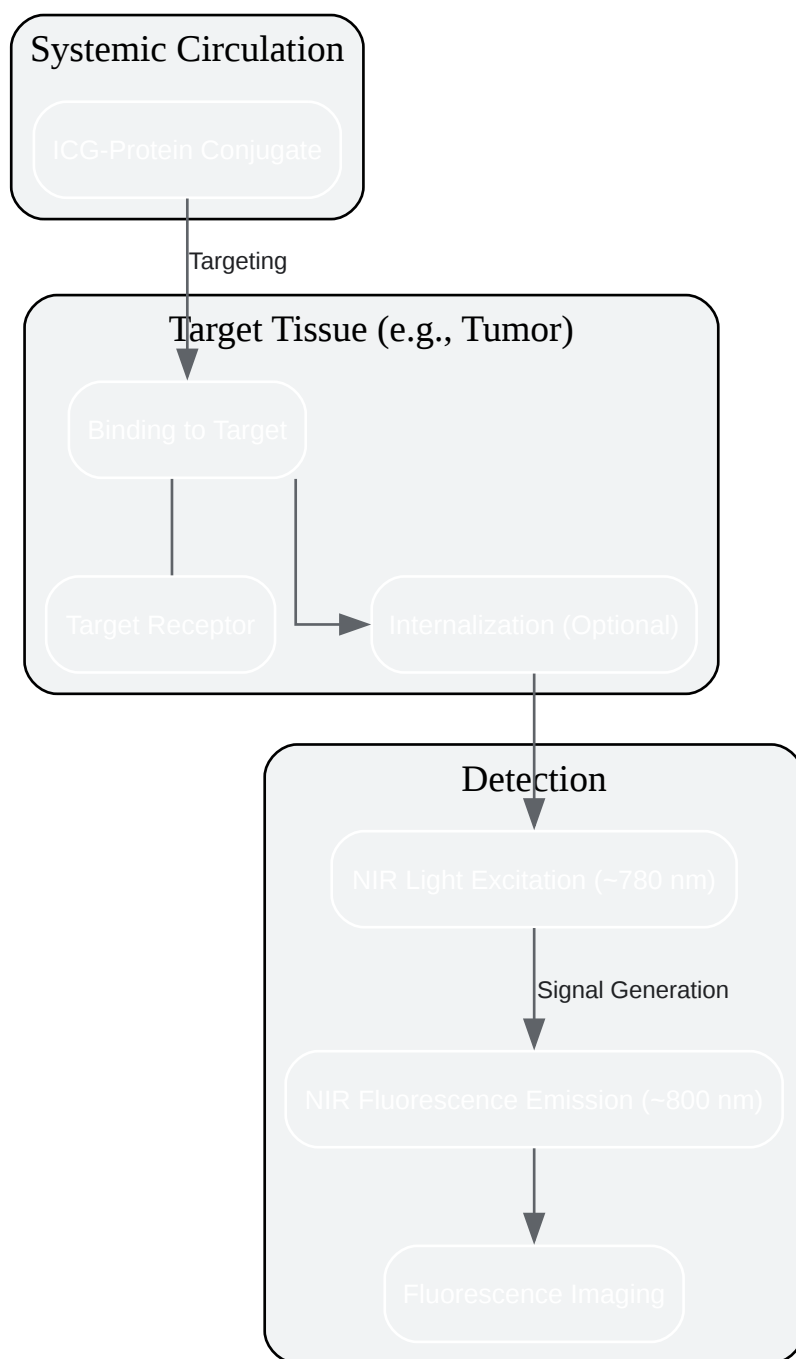 Systemic Circulation
ICG-Protein Conjugate
Targeting
Target Tissue (e.g., Tumor)
Binding to Target
Target Receptor
Internalization (Optional)
Detection
NIR Light Excitation (~780 nm)
Signal Generation
NIR Fluorescence Emission (~800 nm)
Fluorescence Imaging